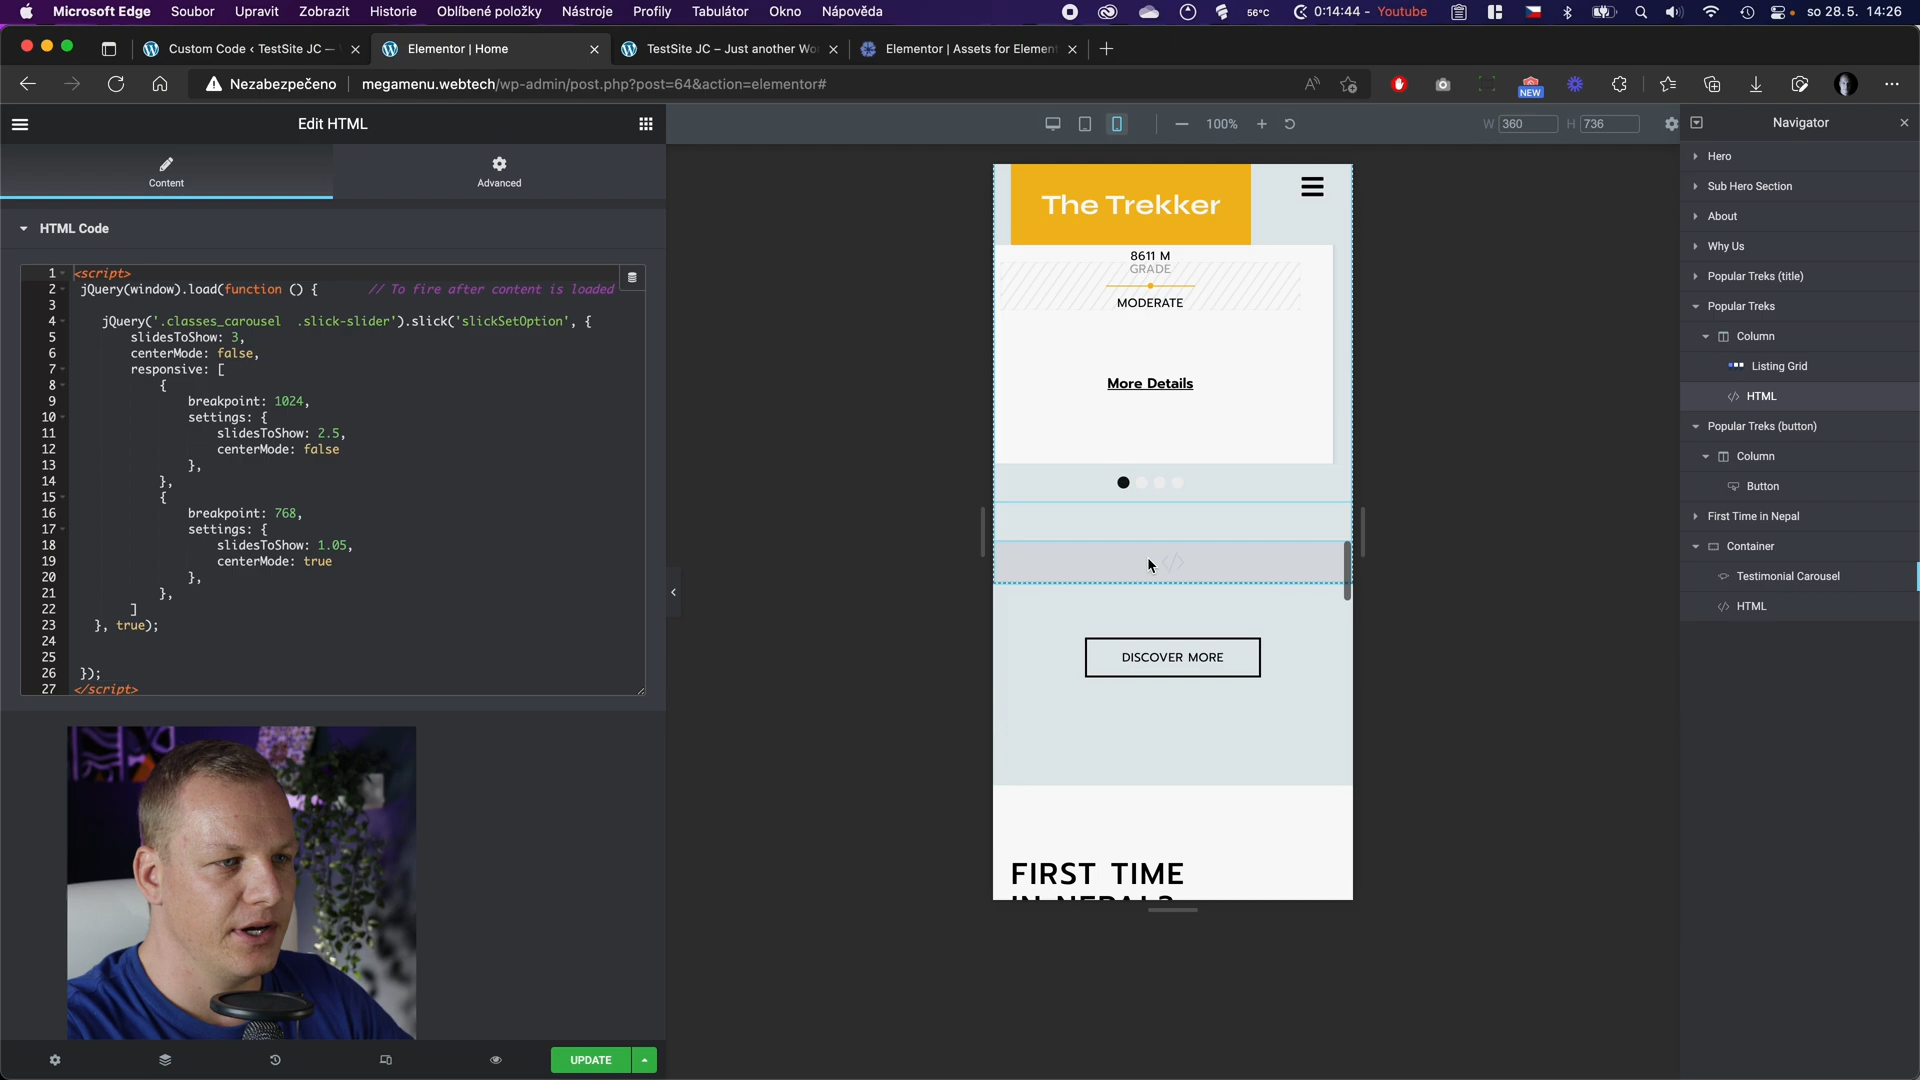 Microsoft Edge Soubor Upravit Zobrazit Historie Oblíbené položky Nástroje Profily Tabulátor Okno Nápověda 56°C 0:14:44 - Youtube so 28.5. 14:26
Custom Code ‹ TestSite JC — Elementor | Home TestSite JC – Just another Wo Elementor | Assets for Element
Nezabezpečeno megamenu.webtech/wp-admin/post.php?post=64&action=elementor# NEW
Edit HTML 100% W 360 H 736 Navigator
Content Advanced
HTML Code
1 <script>
2 jQuery(window).load(function () { // To fire after content is loaded
3
4 jQuery('.classes_carousel .slick-slider').slick('slickSetOption', {
5 slidesToShow: 3,
6 centerMode: false,
7 responsive: [
8 {
9 breakpoint: 1024,
10 settings: {
11 slidesToShow: 2.5,
12 centerMode: false
13 },
14 },
15 {
16 breakpoint: 768,
17 settings: {
18 slidesToShow: 1.05,
19 centerMode: true
20 },
21 },
22 ]
23 }, true);
24
25
26 });
27 </script>
UPDATE
The Trekker
8611 M
GRADE
MODERATE
More Details
DISCOVER MORE
FIRST TIME
IN NEPAL?
Hero
Sub Hero Section
About
Why Us
Popular Treks (title)
Popular Treks
Column
Listing Grid
HTML
Popular Treks (button)
Column
Button
First Time in Nepal
Container
Testimonial Carousel
HTML